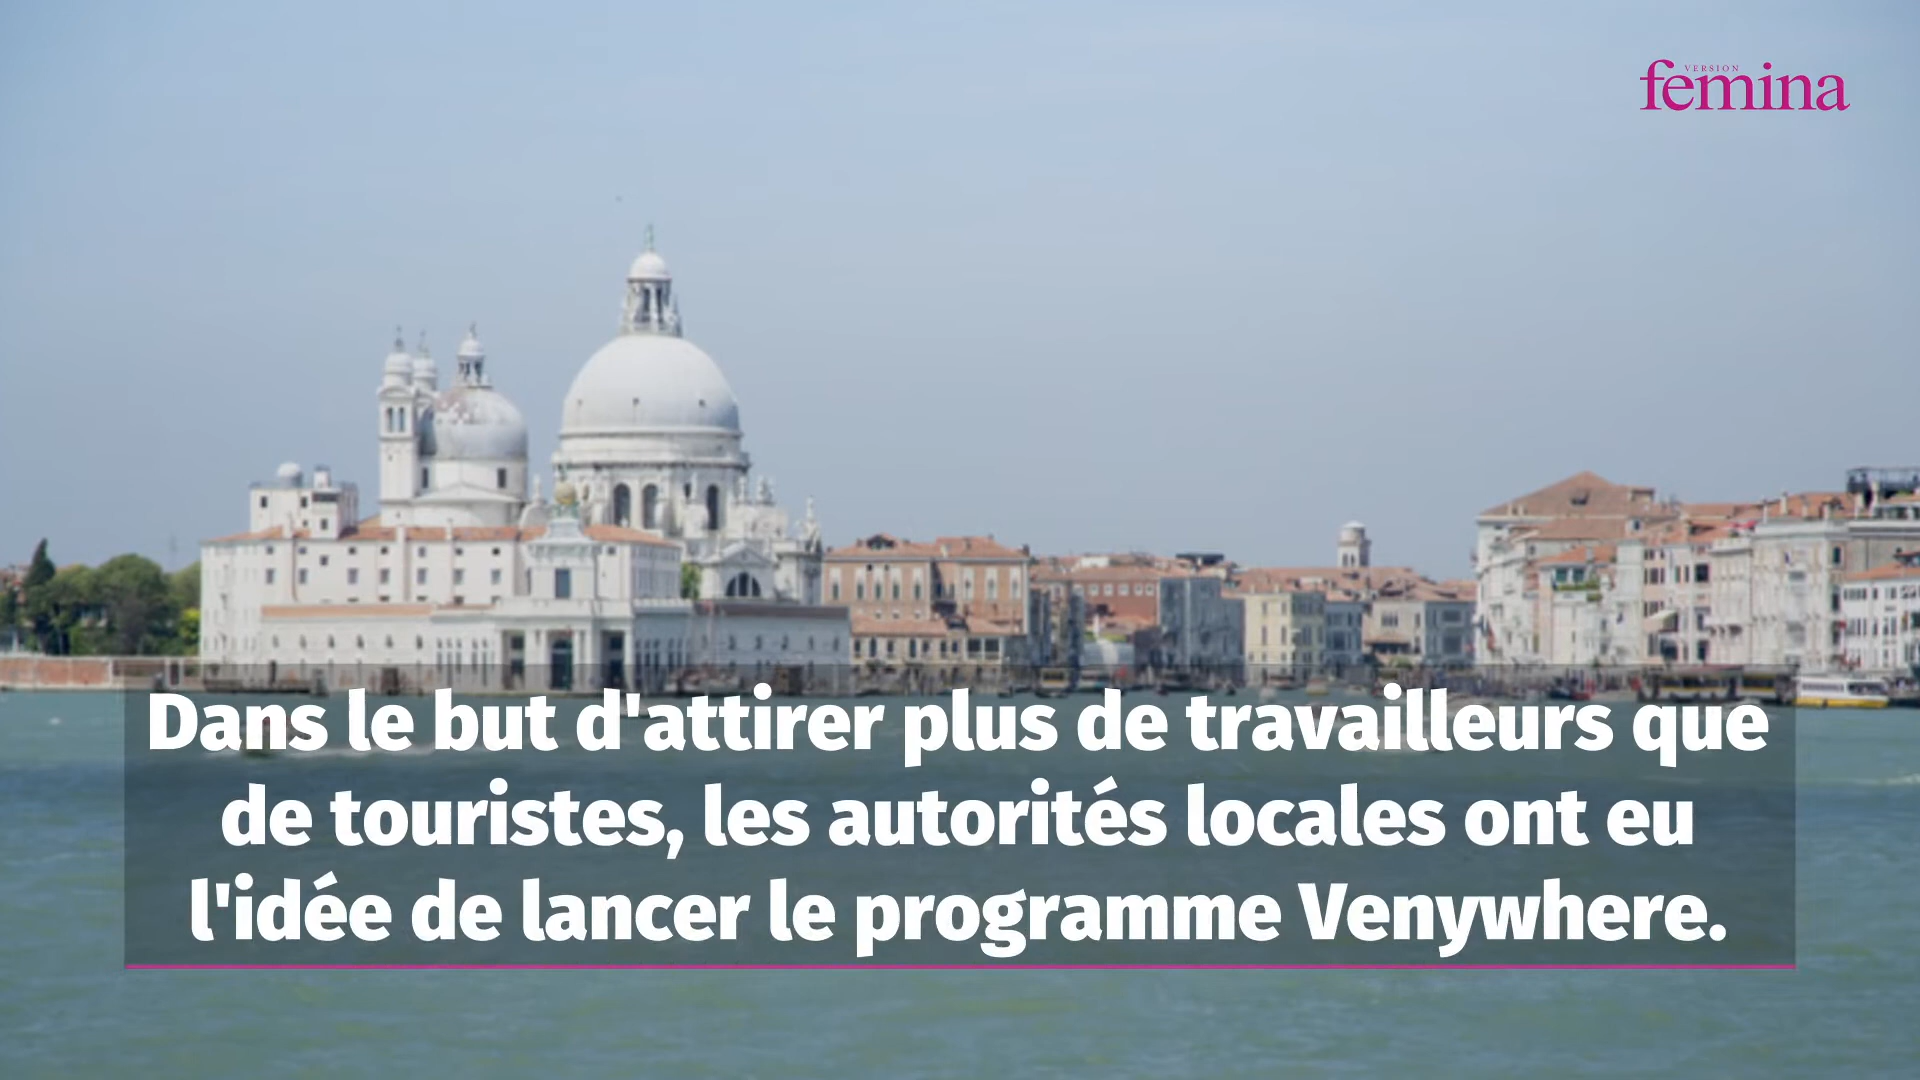 VERSION
femina
Dans le but d'attirer plus de travailleurs que
de touristes, les autorités locales ont eu
l'idée de lancer le programme Venywhere.